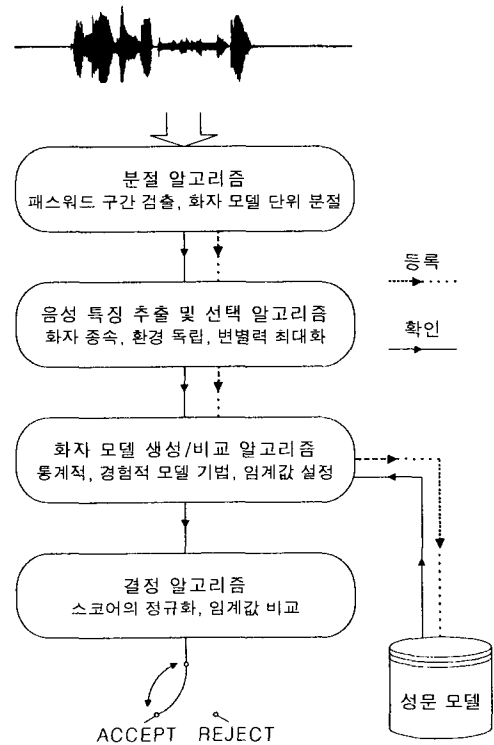 분절 알고리즘
패스워드 구간 검출, 화자 모델 단위 분절
등록
음성 특징 추출 및 선택 알고리즘
화자 종속, 환경 독립, 변별력 최대화
확인
화자 모델 생성/비교 알고리즘
통계적, 경험적 모델 기법, 임계값 설정
결정 알고리즘
스코어의 정규화, 임계값 비교
성문 모델
ACCEPT REJECT